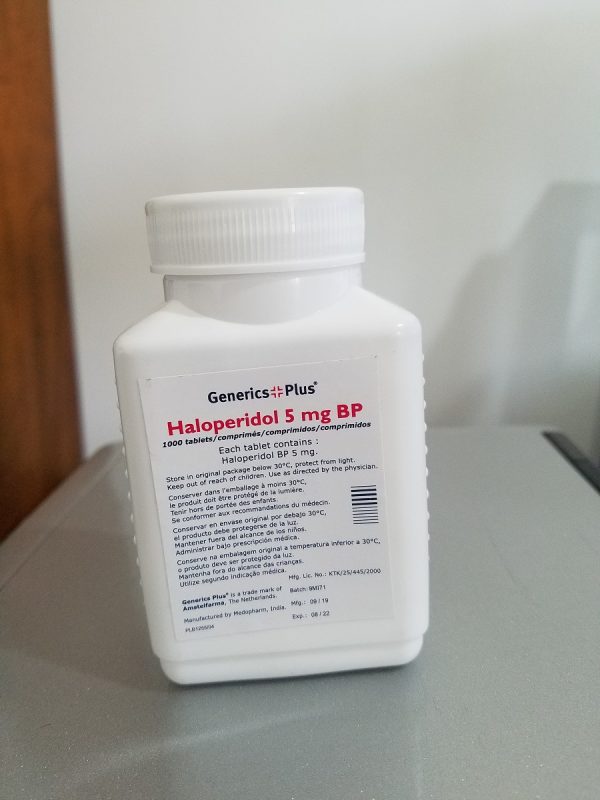 Generics Plus®
Haloperidol 5 mg BP
1000 tablets/comprimés/comprimidos/comprimidos
Each tablet contains :
Haloperidol BP 5 mg.
Store in original package below 30°C, protect from light.
Keep out of reach of children. Use as directed by the physician.
Conserver dans l'emballage à moins 30°C,
le produit doit être protégé de la lumière.
Tenir hors de portée des enfants.
Se conformer aux recommandations du médecin.
Conservar en envase original por debajo 30°C,
el producto debe protegerse de la luz.
Mantener fuera del alcance de los niños.
Administrar bajo prescripción médica.
Conserve na embalagem original a temperatura inferior a 30°C,
o produto deve ser protegido da luz.
Mantenha fora do alcance das crianças.
Utilize segundo indicação médica.
Generics Plus® is a trade mark of
Amstelfarma, The Netherlands.
Manufactured by Medopharm, India.
Mfg. Lic. No.: KTK/25/445/2000
Batch: 9MI71
Mfg.: 09 / 19
Exp.: 08 / 22